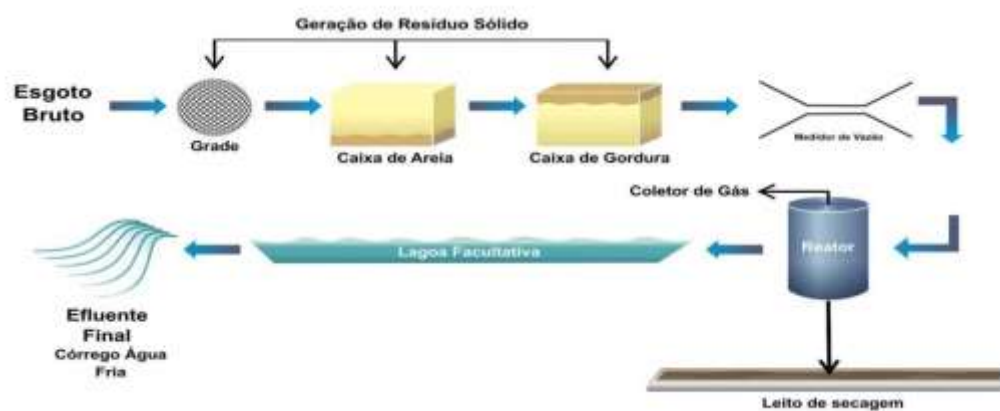 Geração de Resíduo Sólido
Esgoto
Bruto
Grade
Caixa de Areia
Caixa de Gordura
Medidor de Vazão
Coletor de Gás
Reator
Lagoa Facultativa
Efluente
Final
Córrego Água
Fria
Leito de secagem